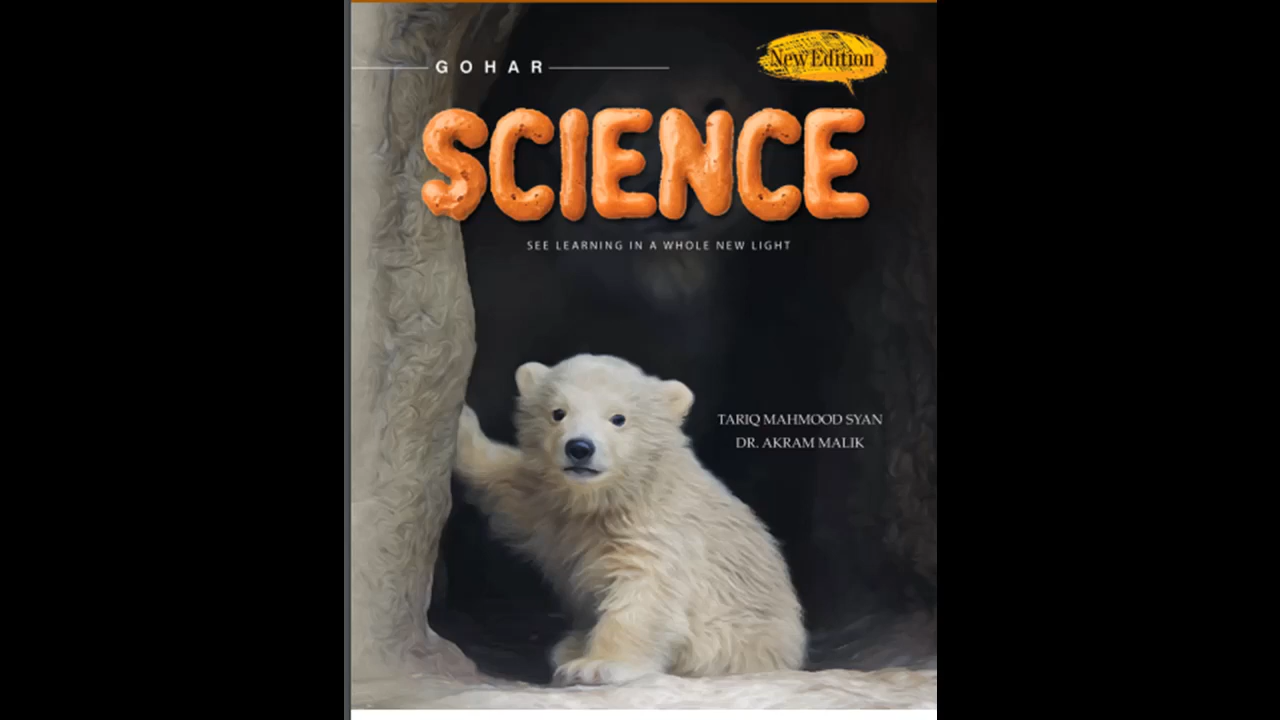 GOHAR
New Edition
SCIENCE
SEE LEARNING IN A WHOLE NEW LIGHT
TARIQ MAHMOOD SYAN
DR. AKRAM MALIK